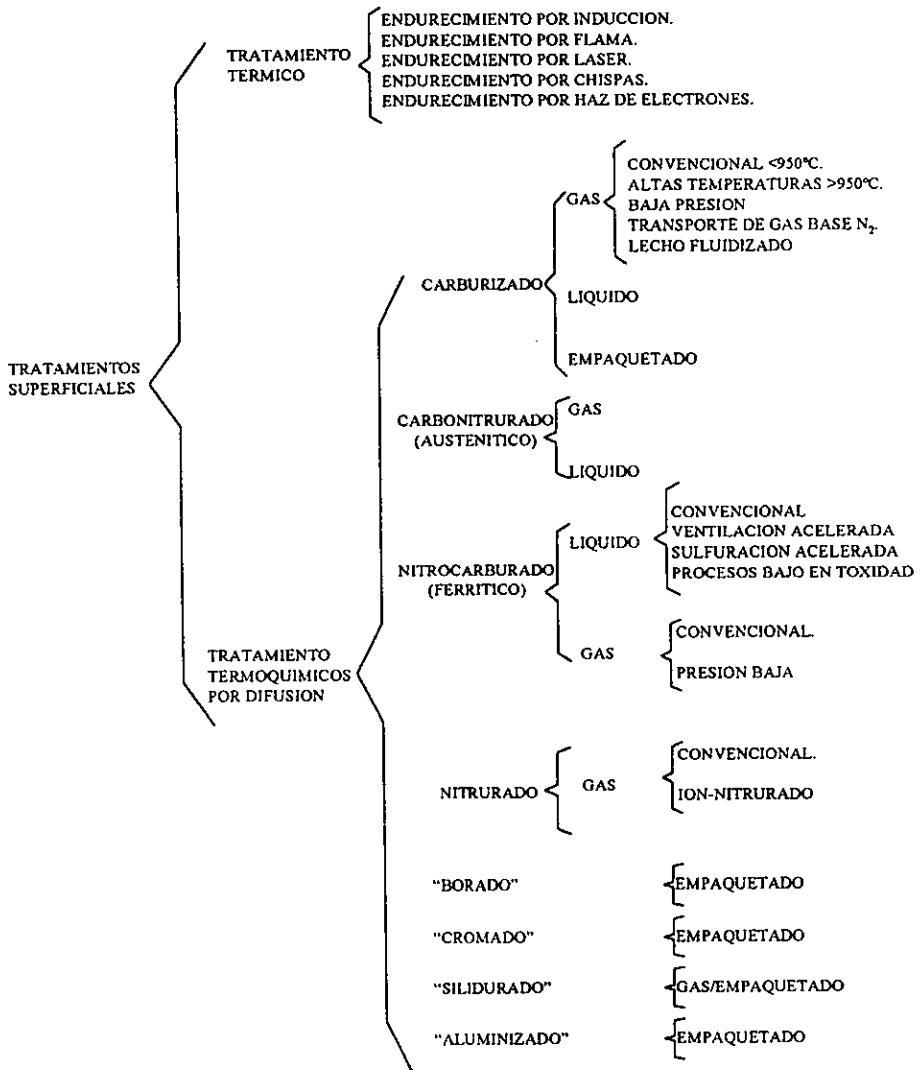 TRATAMIENTOS
SUPERFICIALES
TRATAMIENTO
TERMICO
ENDURECIMIENTO POR INDUCCION.
ENDURECIMIENTO POR FLAMA.
ENDURECIMIENTO POR LASER.
ENDURECIMIENTO POR CHISPAS.
ENDURECIMIENTO POR HAZ DE ELECTRONES.
TRATAMIENTO
TERMOQUIMICOS
POR DIFUSION
CARBURIZADO
GAS
CONVENCIONAL <950ºC.
ALTAS TEMPERATURAS >950ºC.
BAJA PRESION
TRANSPORTE DE GAS BASE N₂.
LECHO FLUIDIZADO
LIQUIDO
EMPAQUETADO
CARBONITRURADO
(AUSTENITICO)
GAS
LIQUIDO
NITROCARBURADO
(FERRITICO)
LIQUIDO
CONVENCIONAL
VENTILACION ACELERADA
SULFURACION ACELERADA
PROCESOS BAJO EN TOXIDAD
GAS
CONVENCIONAL.
PRESION BAJA
NITRURADO
GAS
CONVENCIONAL.
ION-NITRURADO
“BORADO”
EMPAQUETADO
“CROMADO”
EMPAQUETADO
“SILIDURADO”
GAS/EMPAQUETADO
“ALUMINIZADO”
EMPAQUETADO